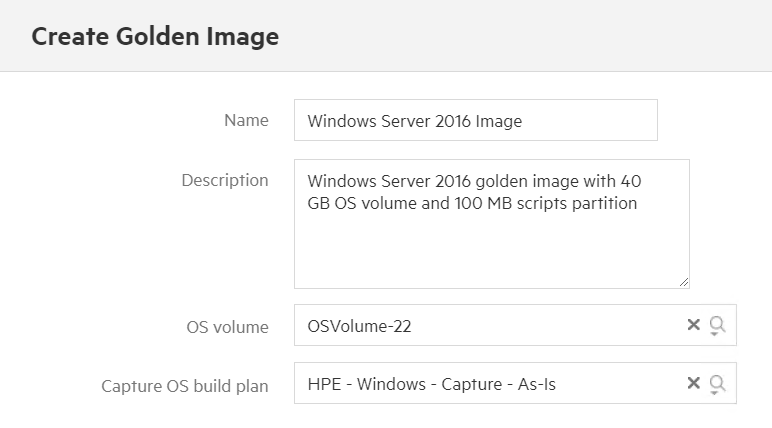 Create Golden Image
Name
Windows Server 2016 Image
Description
Windows Server 2016 golden image with 40
GB OS volume and 100 MB scripts partition
OS volume
OSVolume-22
Capture OS build plan
HPE - Windows - Capture - As-Is